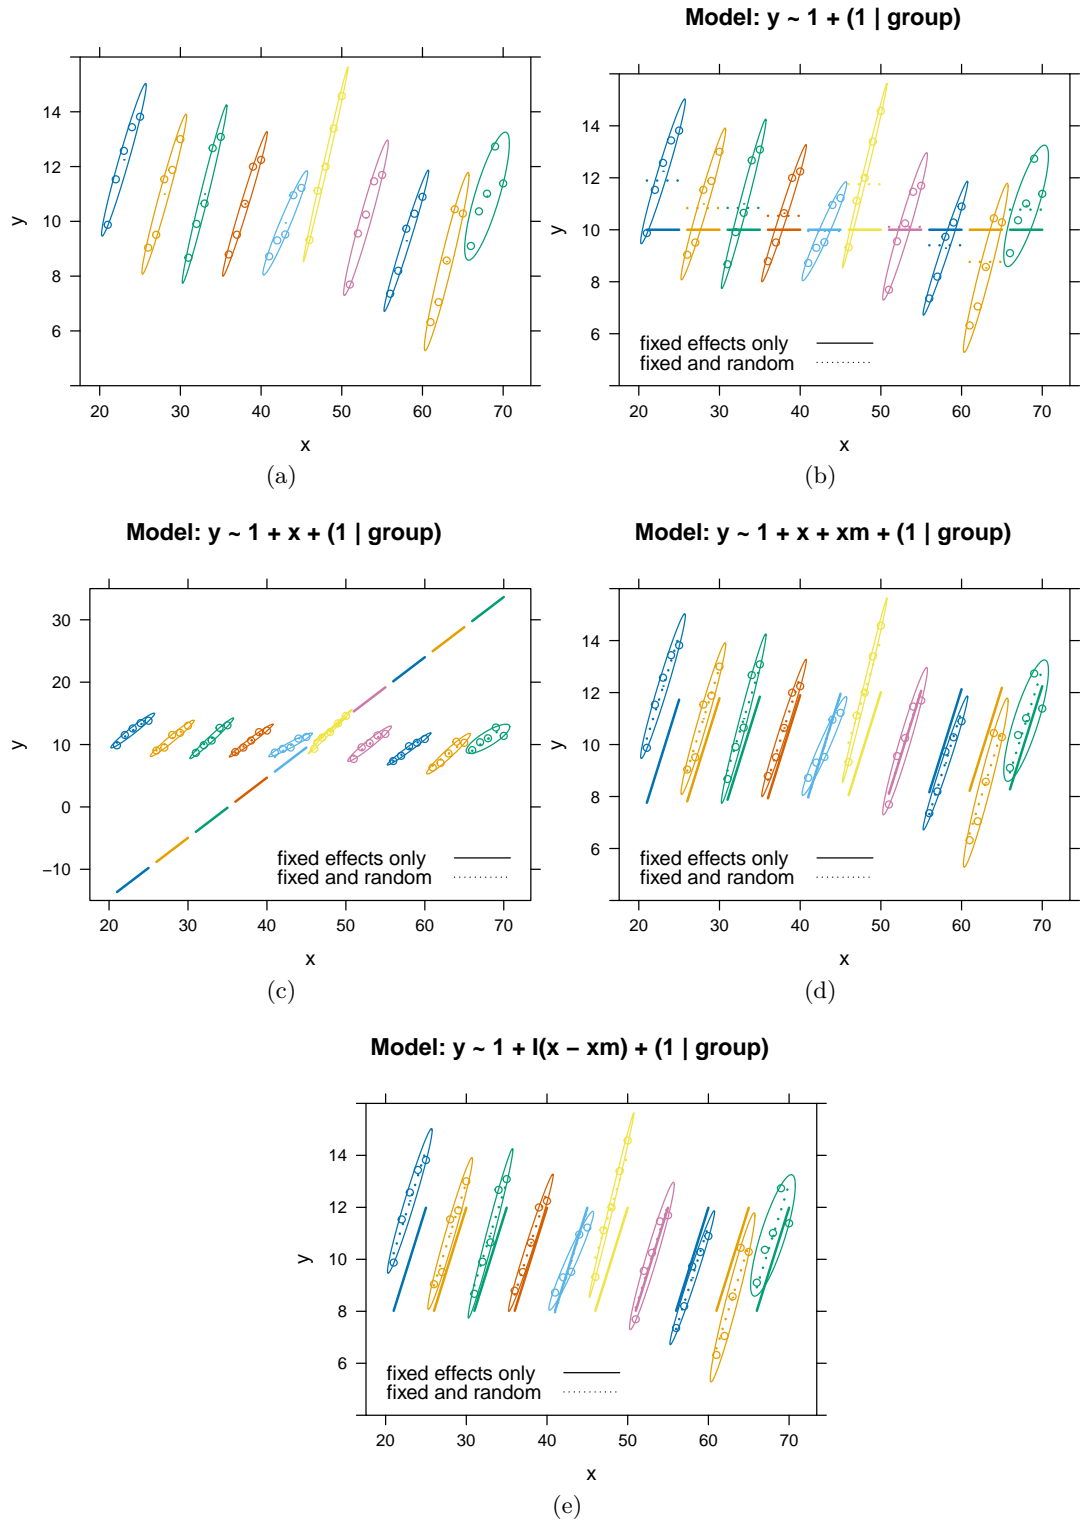 Model: y ~ 1 + (1 | group)
14
12
10
8
6
y
20 30 40 50 60 70
x
(a)
14
12
10
8
6
y
fixed effects only
fixed and random
20 30 40 50 60 70
x
(b)
Model: y ~ 1 + x + (1 | group)
30
20
10
0
−10
y
fixed effects only
fixed and random
20 30 40 50 60 70
x
(c)
Model: y ~ 1 + x + xm + (1 | group)
14
12
10
8
6
y
fixed effects only
fixed and random
20 30 40 50 60 70
x
(d)
Model: y ~ 1 + I(x − xm) + (1 | group)
14
12
10
8
6
y
fixed effects only
fixed and random
20 30 40 50 60 70
x
(e)